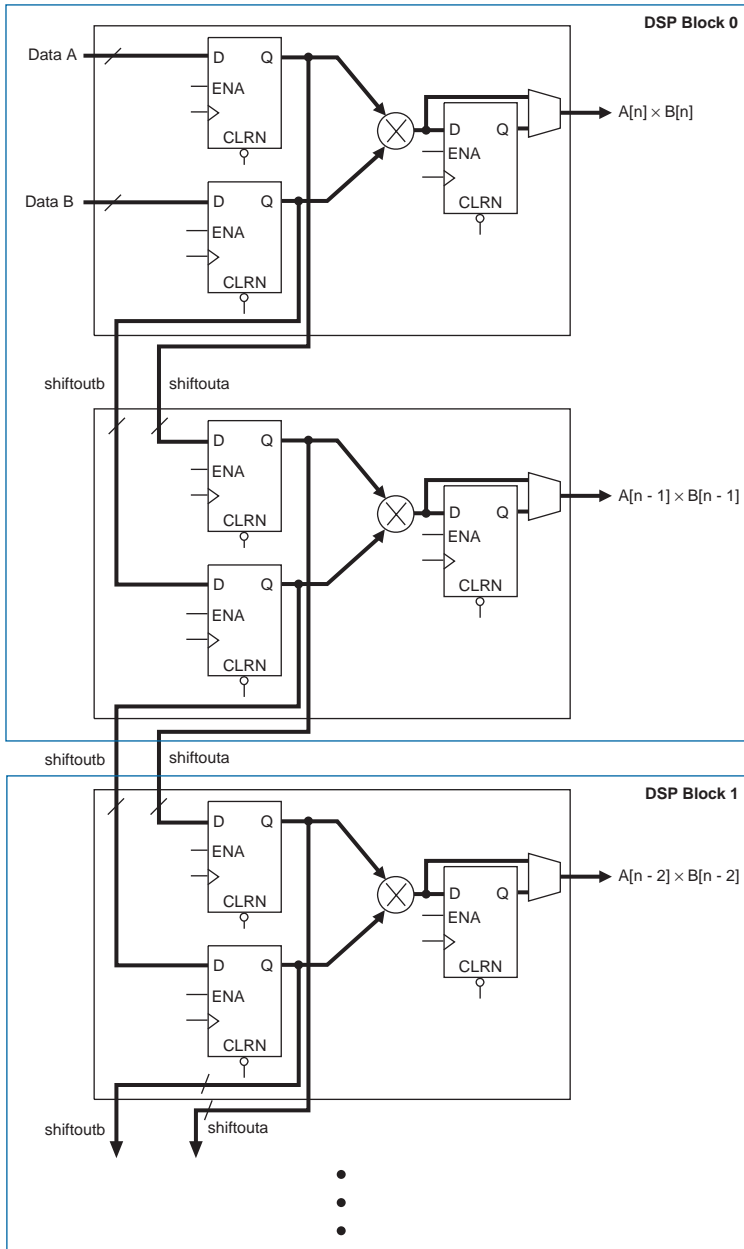 DSP Block 0
Data A
D Q
ENA
CLRN
A[n] × B[n]
D Q
ENA
CLRN
Data B
D Q
ENA
CLRN
shiftoutb
shiftouta
D Q
ENA
CLRN
A[n - 1] × B[n - 1]
D Q
ENA
CLRN
D Q
ENA
CLRN
shiftoutb
shiftouta
DSP Block 1
D Q
ENA
CLRN
A[n - 2] × B[n - 2]
D Q
ENA
CLRN
D Q
ENA
CLRN
shiftoutb
shiftouta